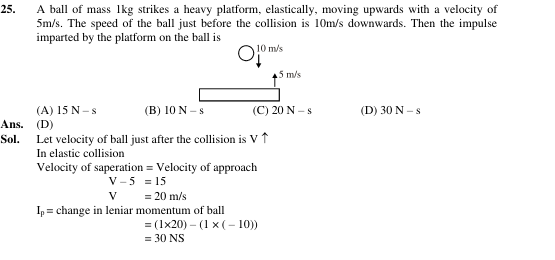 25. A ball of mass 1kg strikes a heavy platform, elastically, moving upwards with a velocity of
5m/s. The speed of the ball just before the collision is 10m/s downwards. Then the impulse
imparted by the platform on the ball is
10 m/s
5 m/s
(A) 15 N – s (B) 10 N – s (C) 20 N – s (D) 30 N – s
Ans. (D)
Sol. Let velocity of ball just after the collision is V ↑
In elastic collision
Velocity of saperation = Velocity of approach
V – 5 = 15
V = 20 m/s
Ip = change in leniar momentum of ball
= (1×20) – (1 × ( – 10))
= 30 NS